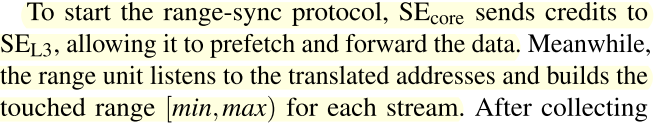 To start the range-sync protocol, SEcore sends credits to
SEL3, allowing it to prefetch and forward the data. Meanwhile,
the range unit listens to the translated addresses and builds the
touched range [min,max) for each stream. After collecting